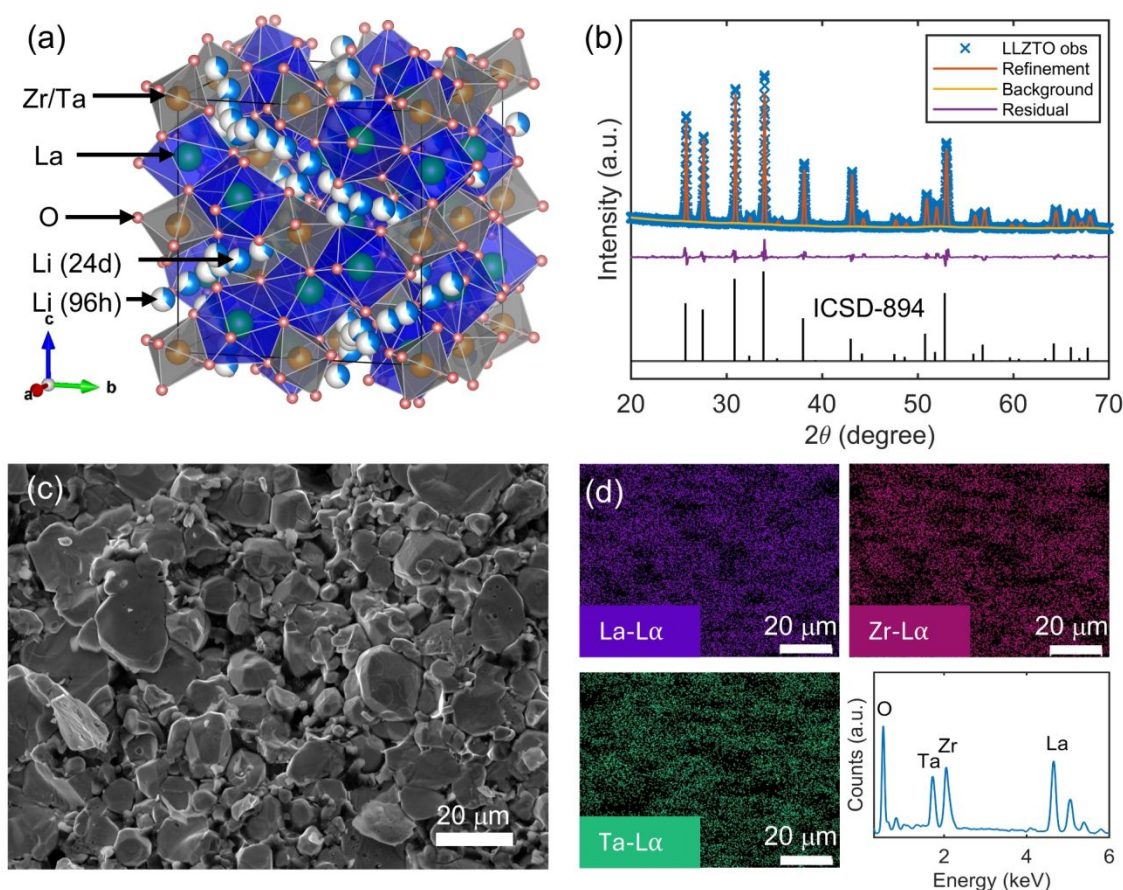 (a)
Zr/Ta
La
O
Li (24d)
Li (96h)
c
a
b
(b)
LLZTO obs
Refinement
Background
Residual
Intensity (a.u.)
ICSD-894
20 30 40 50 60 70
2θ (degree)
(c)
20 μm
(d)
La-Lα
20 μm
Zr-Lα
20 μm
Ta-Lα
20 μm
Counts (a.u.)
O
Ta
Zr
La
2 4 6
Energy (keV)